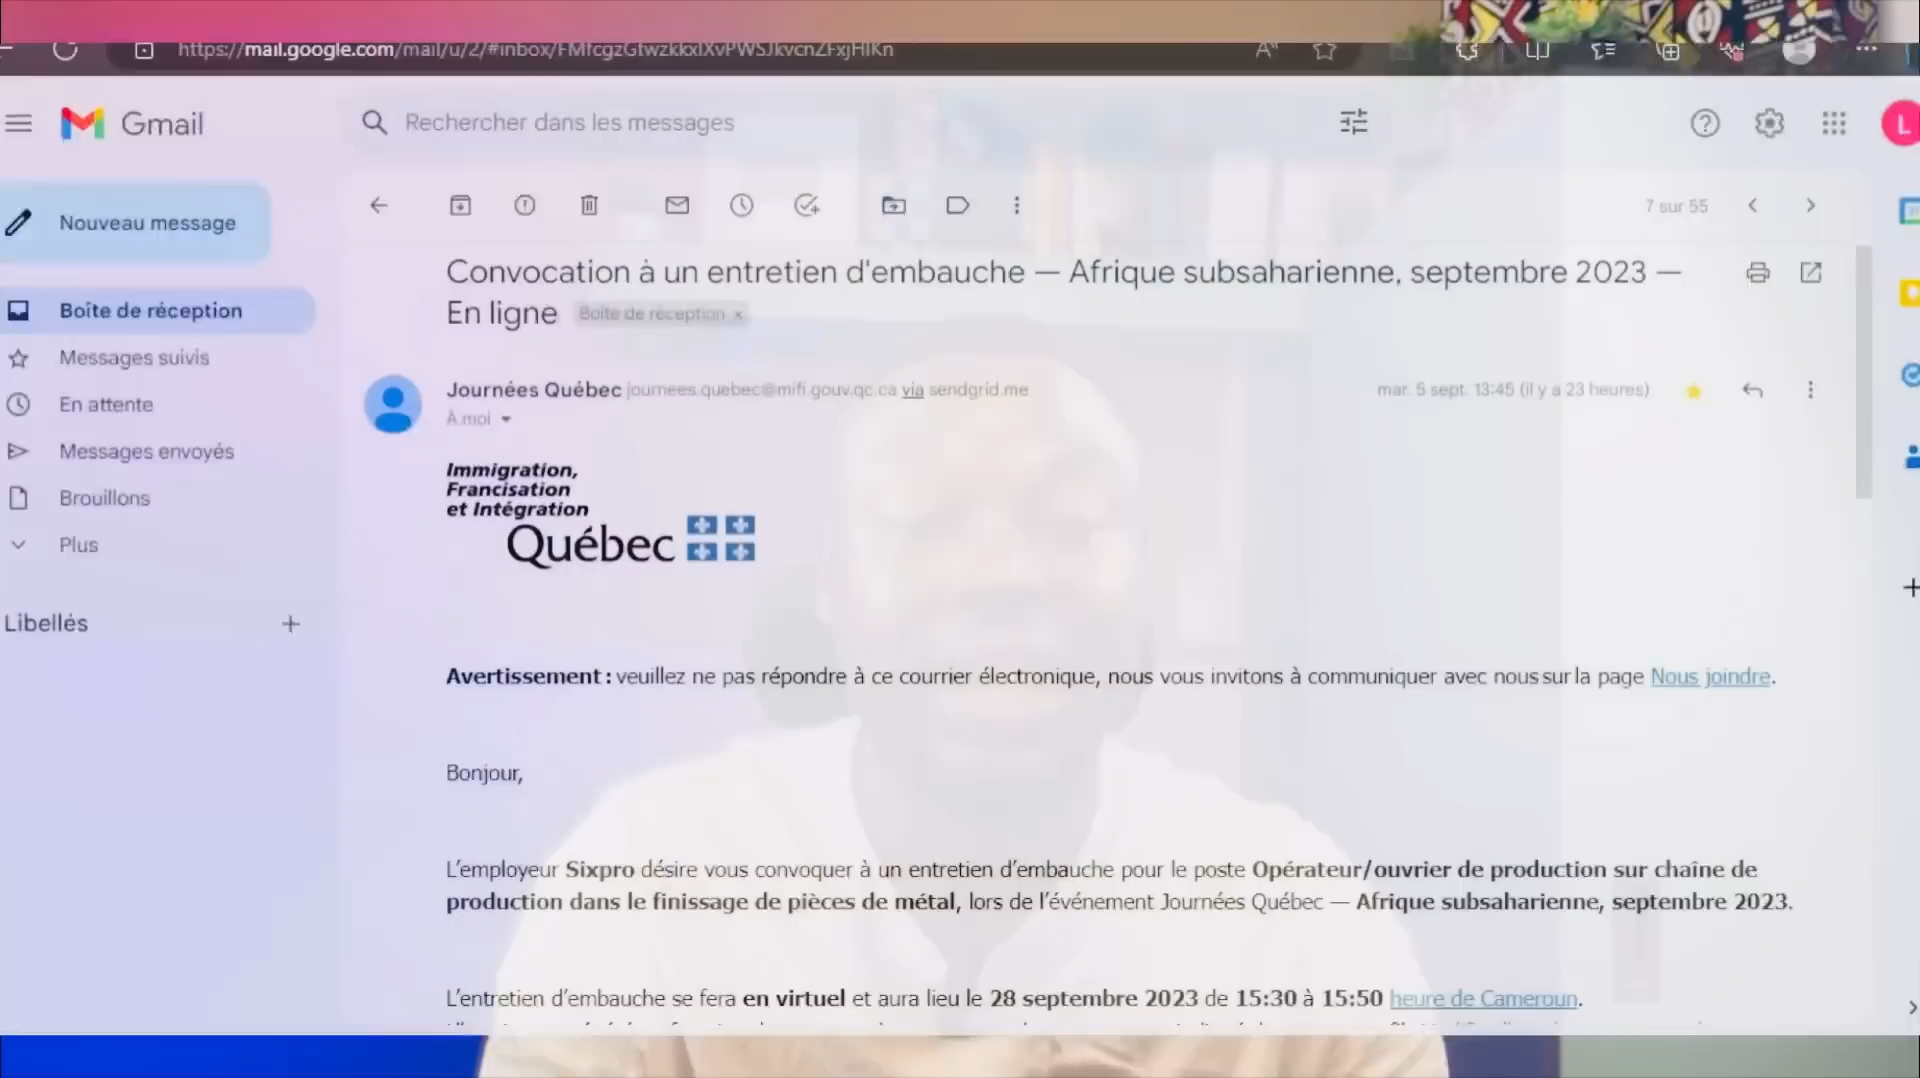 https://mail.google.com/mail/u/2/#inbox/
Gmail
Rechercher dans les messages
L
Nouveau message
7 sur 55
Convocation à un entretien d'embauche — Afrique subsaharienne, septembre 2023 —
En ligne Boîte de réception ×
Boîte de réception
Messages suivis
En attente
Messages envoyés
Brouillons
Plus
Libellés
Journées Québec journees.quebec@mifi.gouv.qc.ca via sendgrid.me
mar. 5 sept. 13:45 (il y a 23 heures)
À moi
Immigration,
Francisation
et Intégration
Québec
Avertissement : veuillez ne pas répondre à ce courrier électronique, nous vous invitons à communiquer avec nous sur la page Nous joindre.
Bonjour,
L'employeur Sixpro désire vous convoquer à un entretien d'embauche pour le poste Opérateur/ouvrier de production sur chaîne de
production dans le finissage de pièces de métal, lors de l'événement Journées Québec — Afrique subsaharienne, septembre 2023.
L'entretien d'embauche se fera en virtuel et aura lieu le 28 septembre 2023 de 15:30 à 15:50 heure de Cameroun.